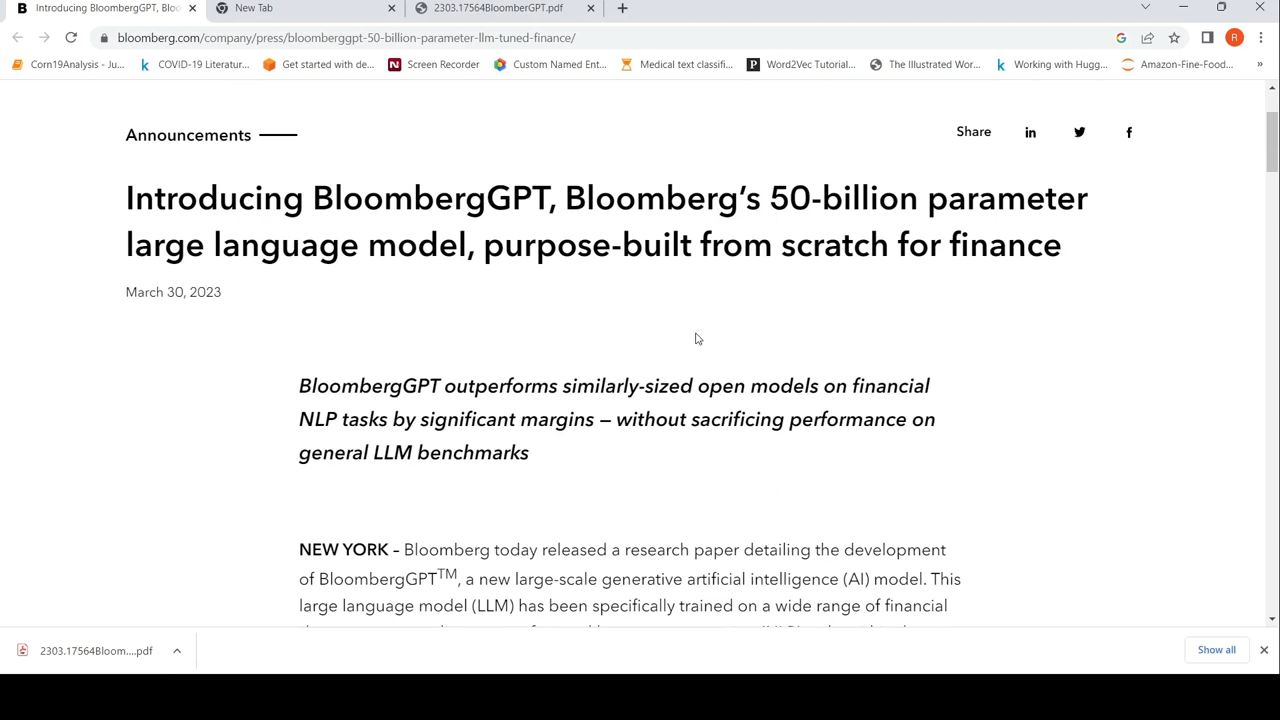 Introducing BloombergGPT, Bloo
New Tab
2303.17564BloomberGPT.pdf
bloomberg.com/company/press/bloomberggpt-50-billion-parameter-llm-tuned-finance/
R
Corn19Analysis - Ju...
COVID-19 Literatur...
Get started with de...
Screen Recorder
Custom Named Ent...
Medical text classifi...
Word2Vec Tutorial...
The Illustrated Wor...
Working with Hugg...
Amazon-Fine-Food...
Announcements
Share
Introducing BloombergGPT, Bloomberg's 50-billion parameter
large language model, purpose-built from scratch for finance
March 30, 2023
BloombergGPT outperforms similarly-sized open models on financial
NLP tasks by significant margins – without sacrificing performance on
general LLM benchmarks
NEW YORK – Bloomberg today released a research paper detailing the development
of BloombergGPTTM, a new large-scale generative artificial intelligence (AI) model. This
large language model (LLM) has been specifically trained on a wide range of financial
2303.17564Bloom....pdf
Show all